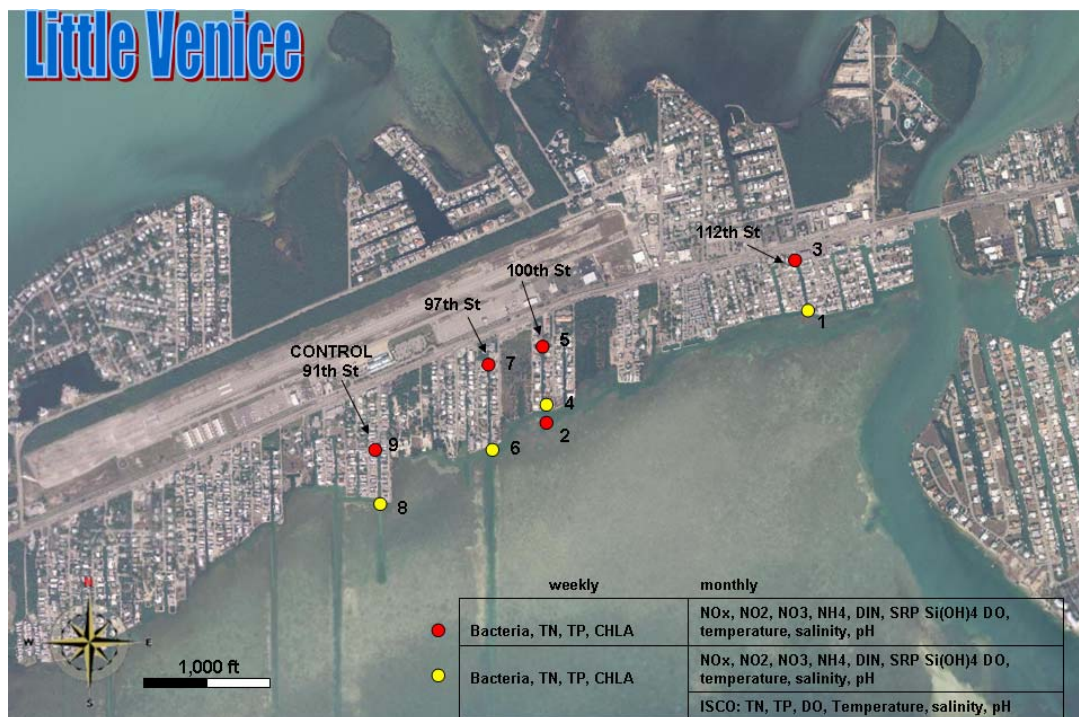 Little Venice
112th St
3
100th St
1
97th St
5
CONTROL
91th St
7
4
2
9
6
8
N
W E
S
1,000 ft
weekly monthly
Bacteria, TN, TP, CHLA
NOx, NO2, NO3, NH4, DIN, SRP Si(OH)4 DO,
temperature, salinity, pH
Bacteria, TN, TP, CHLA
NOx, NO2, NO3, NH4, DIN, SRP Si(OH)4 DO,
temperature, salinity, pH
ISCO: TN, TP, DO, Temperature, salinity, pH